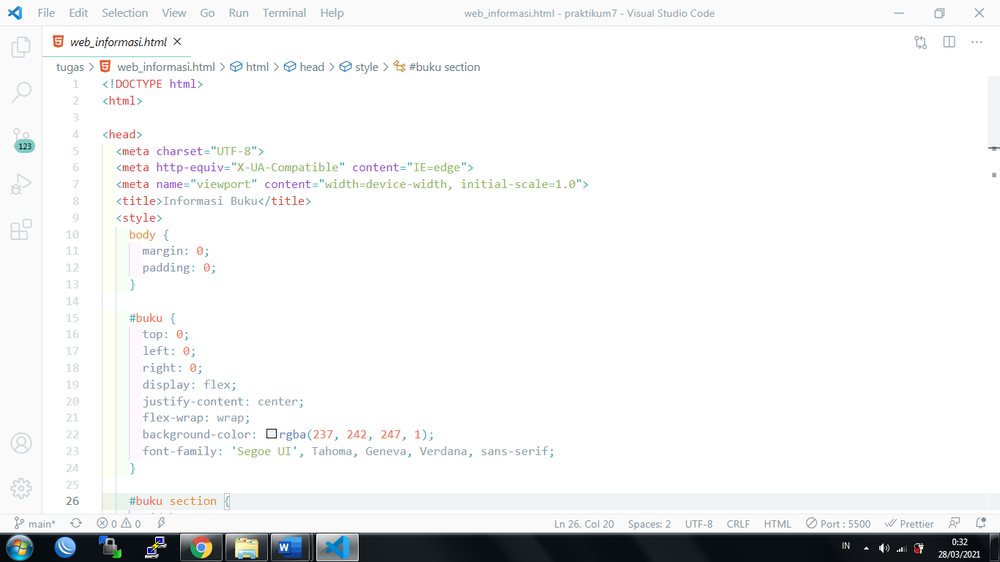 File Edit Selection View Go Run Terminal Help web_informasi.html - praktikum7 - Visual Studio Code
web_informasi.html
tugas > web_informasi.html > html > head > style > #buku section
1 <!DOCTYPE html>
2 <html>
3
4 <head>
5 <meta charset="UTF-8">
6 <meta http-equiv="X-UA-Compatible" content="IE=edge">
7 <meta name="viewport" content="width=device-width, initial-scale=1.0">
8 <title>Informasi Buku</title>
9 <style>
10 body {
11 margin: 0;
12 padding: 0;
13 }
14
15 #buku {
16 top: 0;
17 left: 0;
18 right: 0;
19 display: flex;
20 justify-content: center;
21 flex-wrap: wrap;
22 background-color: rgba(237, 242, 247, 1);
23 font-family: 'Segoe UI', Tahoma, Geneva, Verdana, sans-serif;
24 }
25
26 #buku section {
123
main* 0 0 Ln 26, Col 20 Spaces: 2 UTF-8 CRLF HTML Port : 5500 Prettier
IN 0:32
28/03/2021